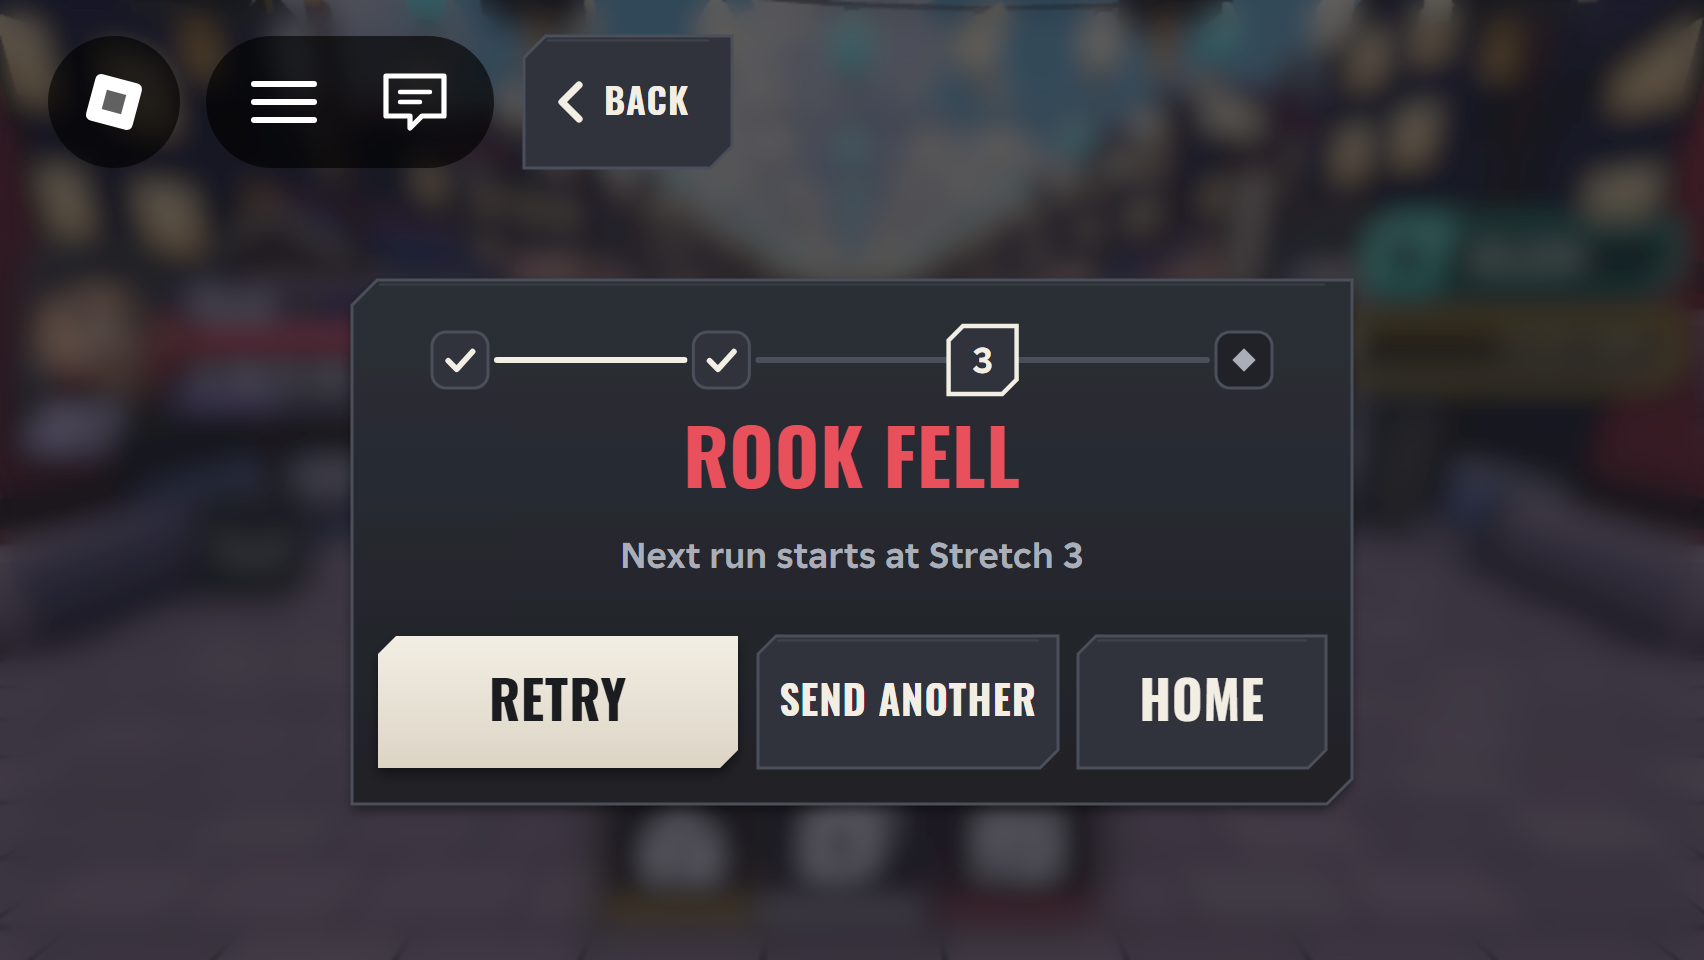 BACK
3
ROOK FELL
Next run starts at Stretch 3
RETRY
SEND ANOTHER
HOME